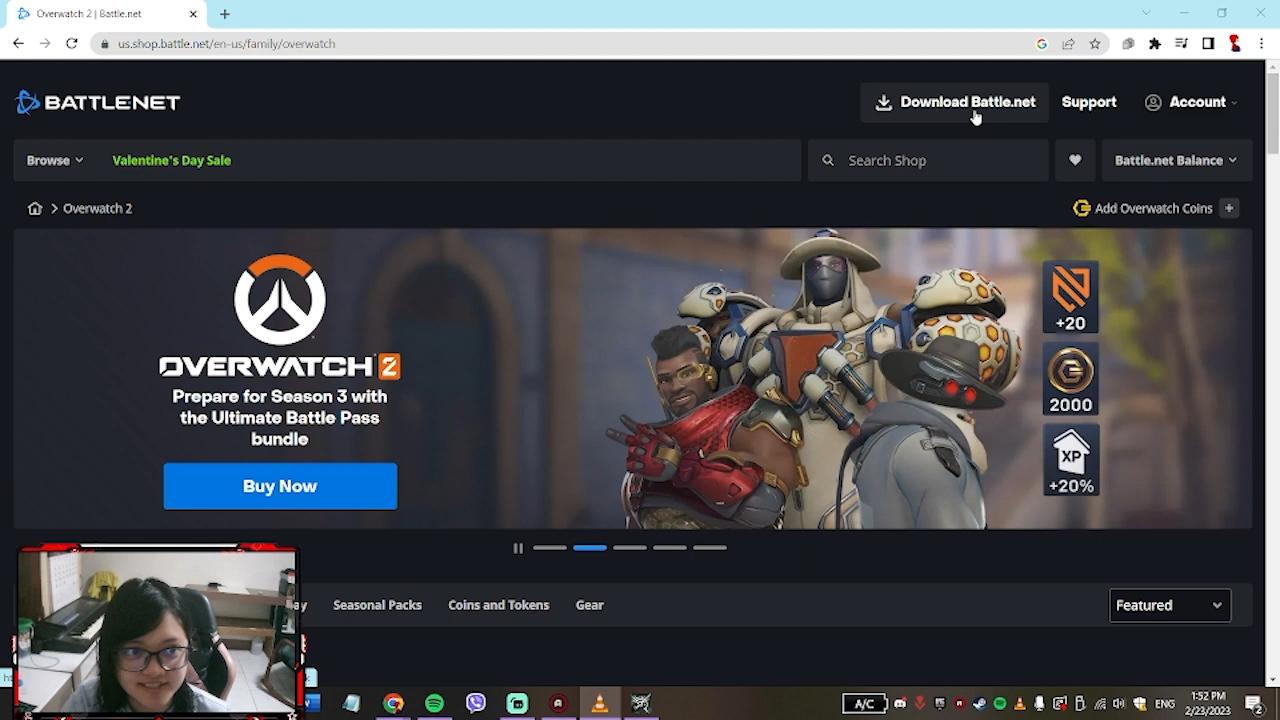 Overwatch 2 | Battle.net
us.shop.battle.net/en-us/family/overwatch
BATTLE.NET
Download Battle.net
Support
Account
Browse
Valentine's Day Sale
Search Shop
Battle.net Balance
Overwatch 2
Add Overwatch Coins
+20
OVERWATCH 2
Prepare for Season 3 with
the Ultimate Battle Pass
bundle
2000
XP
+20%
Buy Now
Seasonal Packs
Coins and Tokens
Gear
Featured
A/C
ENG
1:52 PM
2/23/2023
2